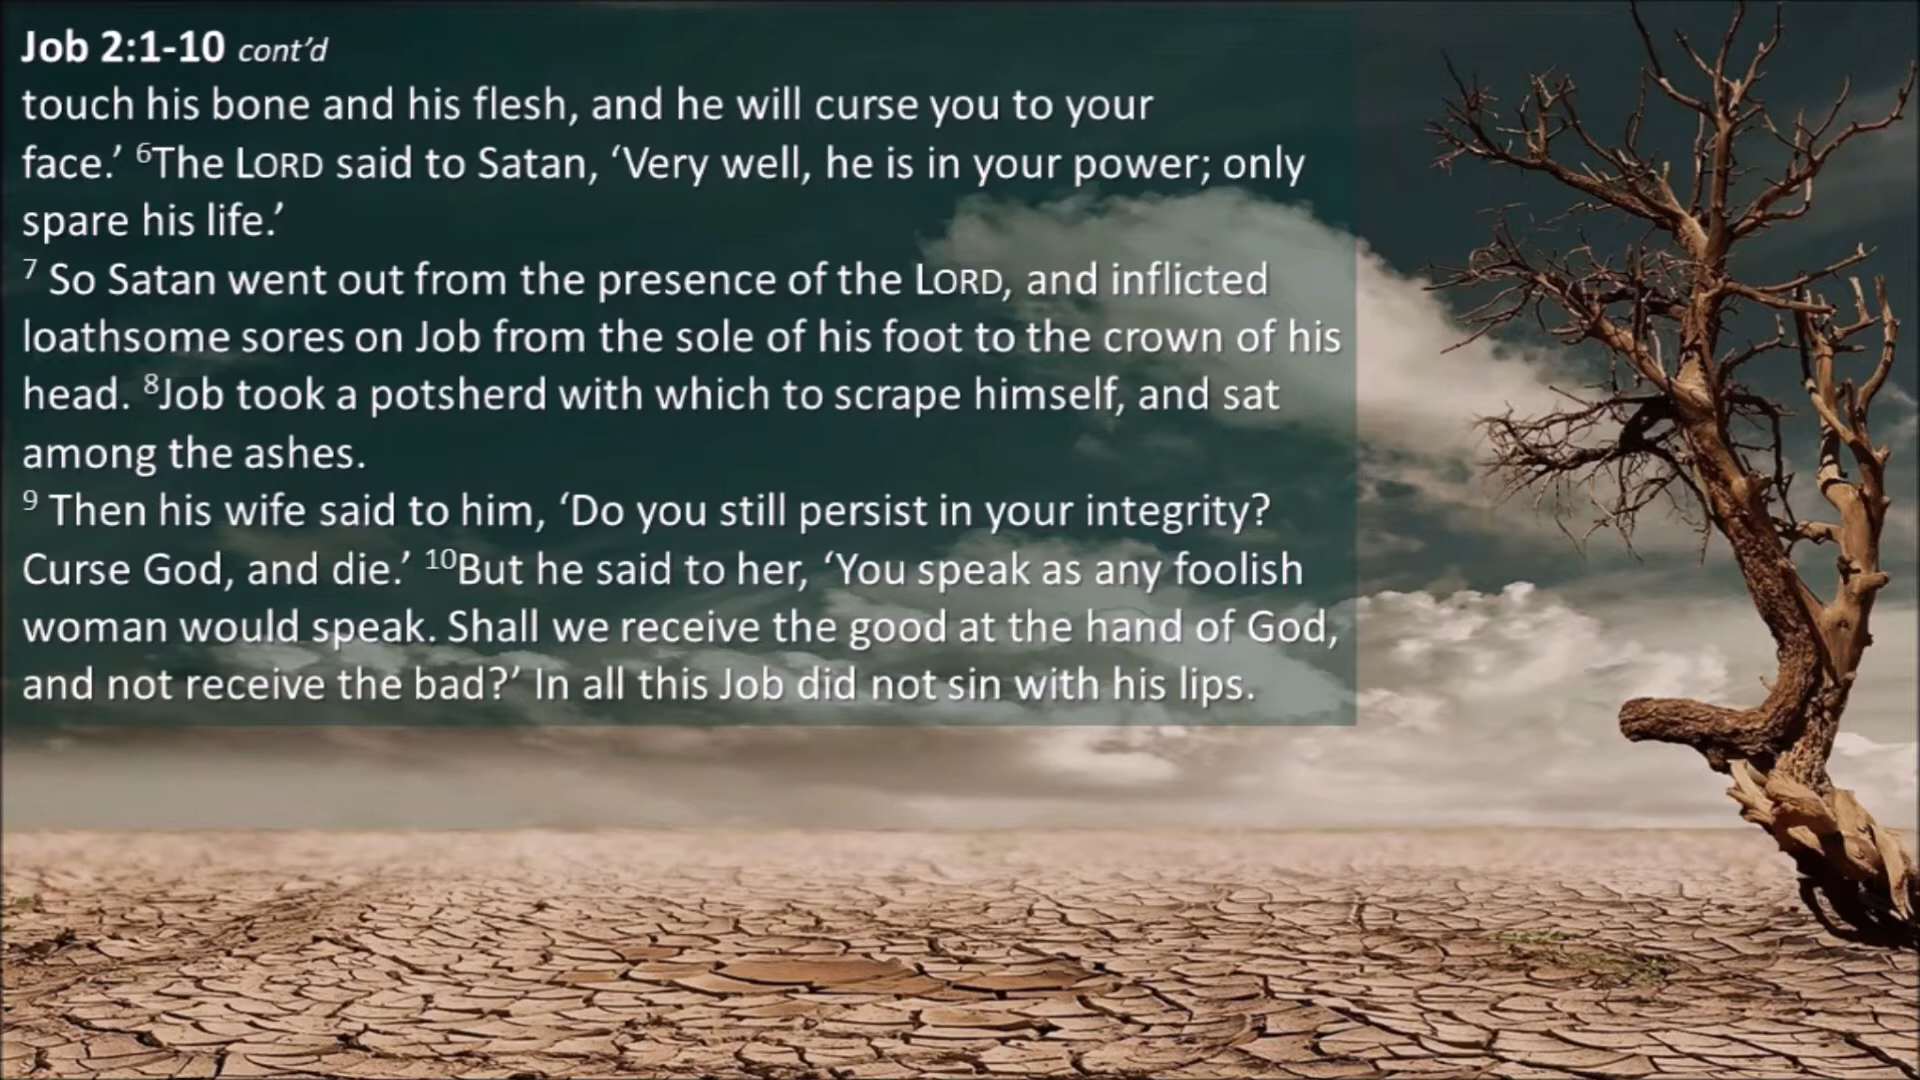 Job 2:1-10 cont’d
touch his bone and his flesh, and he will curse you to your
face.’ ⁶The LORD said to Satan, ‘Very well, he is in your power; only
spare his life.’
⁷ So Satan went out from the presence of the LORD, and inflicted
loathsome sores on Job from the sole of his foot to the crown of his
head. ⁸Job took a potsherd with which to scrape himself, and sat
among the ashes.
⁹ Then his wife said to him, ‘Do you still persist in your integrity?
Curse God, and die.’ ¹⁰But he said to her, ‘You speak as any foolish
woman would speak. Shall we receive the good at the hand of God,
and not receive the bad?’ In all this Job did not sin with his lips.